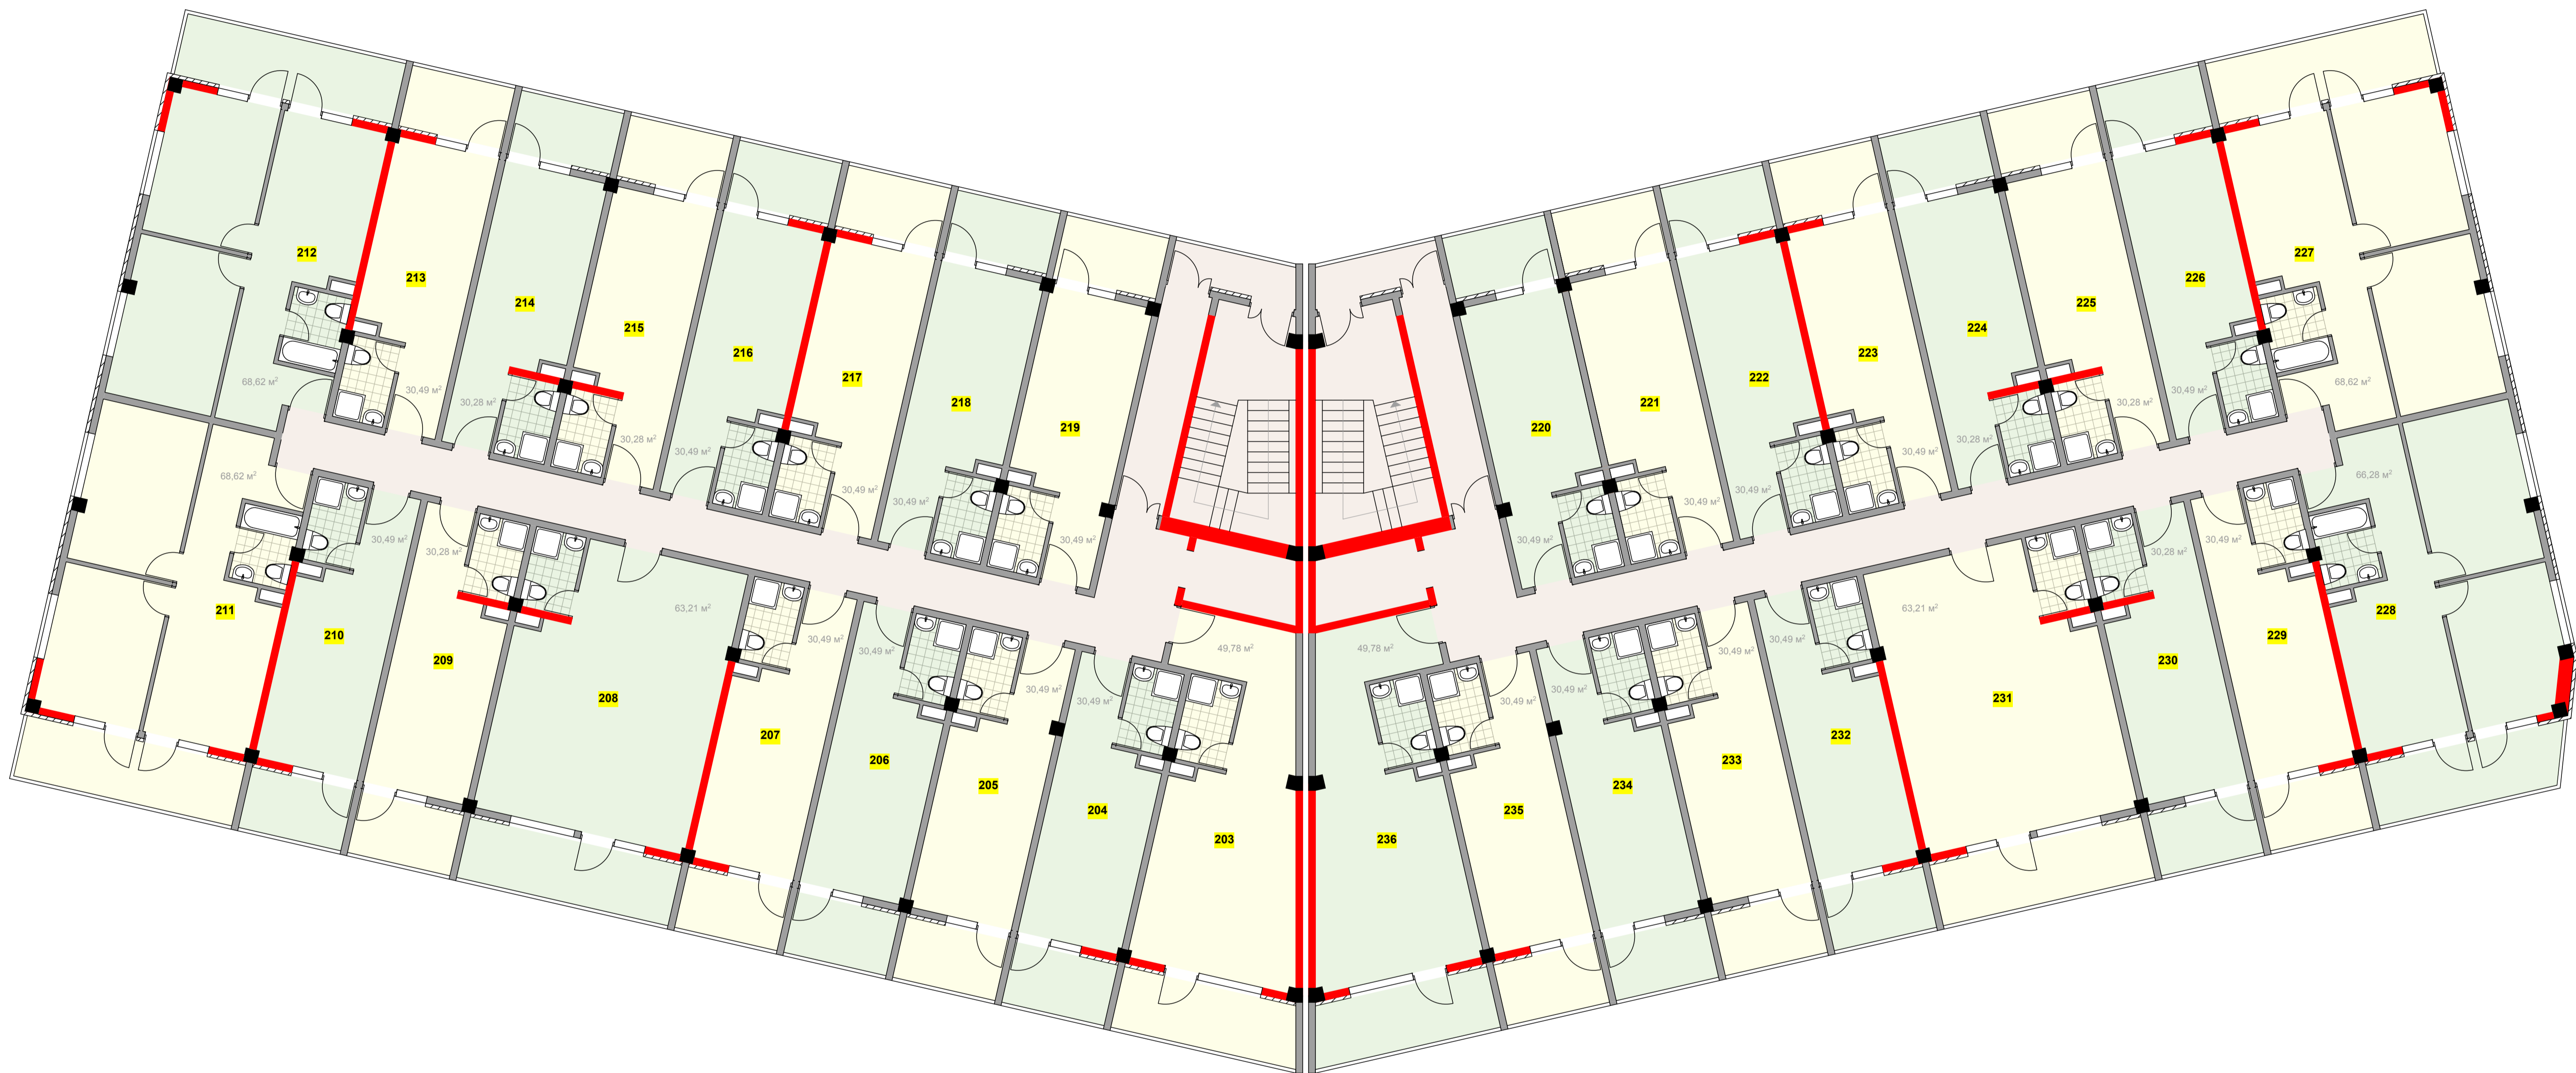 212
68,62 м²
213
30,49 м²
214
30,28 м²
215
30,28 м²
216
30,49 м²
217
30,49 м²
218
30,49 м²
219
30,49 м²
220
30,49 м²
221
30,49 м²
222
30,49 м²
223
30,49 м²
224
30,28 м²
225
30,28 м²
226
30,49 м²
227
68,62 м²
211
68,62 м²
210
30,49 м²
209
30,28 м²
208
63,21 м²
207
30,49 м²
206
30,49 м²
205
30,49 м²
204
30,49 м²
203
49,78 м²
236
49,78 м²
235
30,49 м²
234
30,49 м²
233
30,49 м²
232
30,49 м²
231
63,21 м²
230
30,28 м²
229
30,49 м²
228
66,28 м²